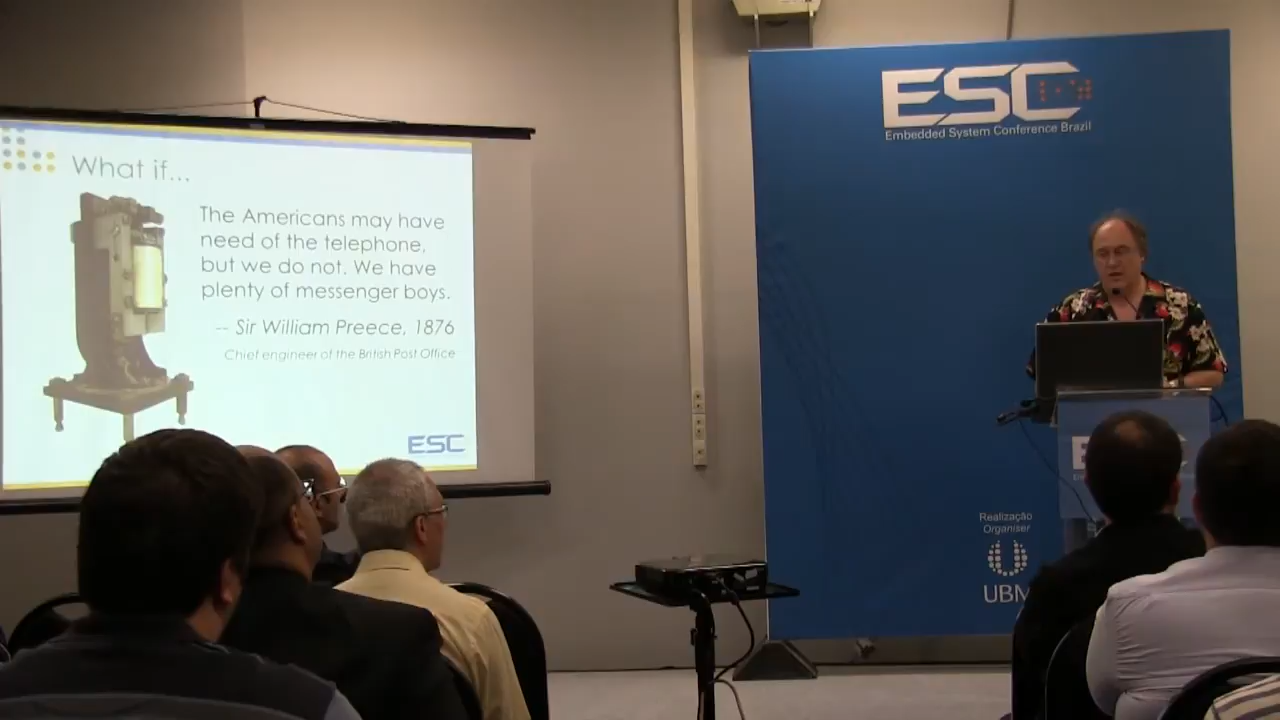 What if...
The Americans may have
need of the telephone,
but we do not. We have
plenty of messenger boys.
-- Sir William Preece, 1876
Chief engineer of the British Post Office
ESC
ESC
Embedded System Conference Brazil
Realização
Organiser
UBM